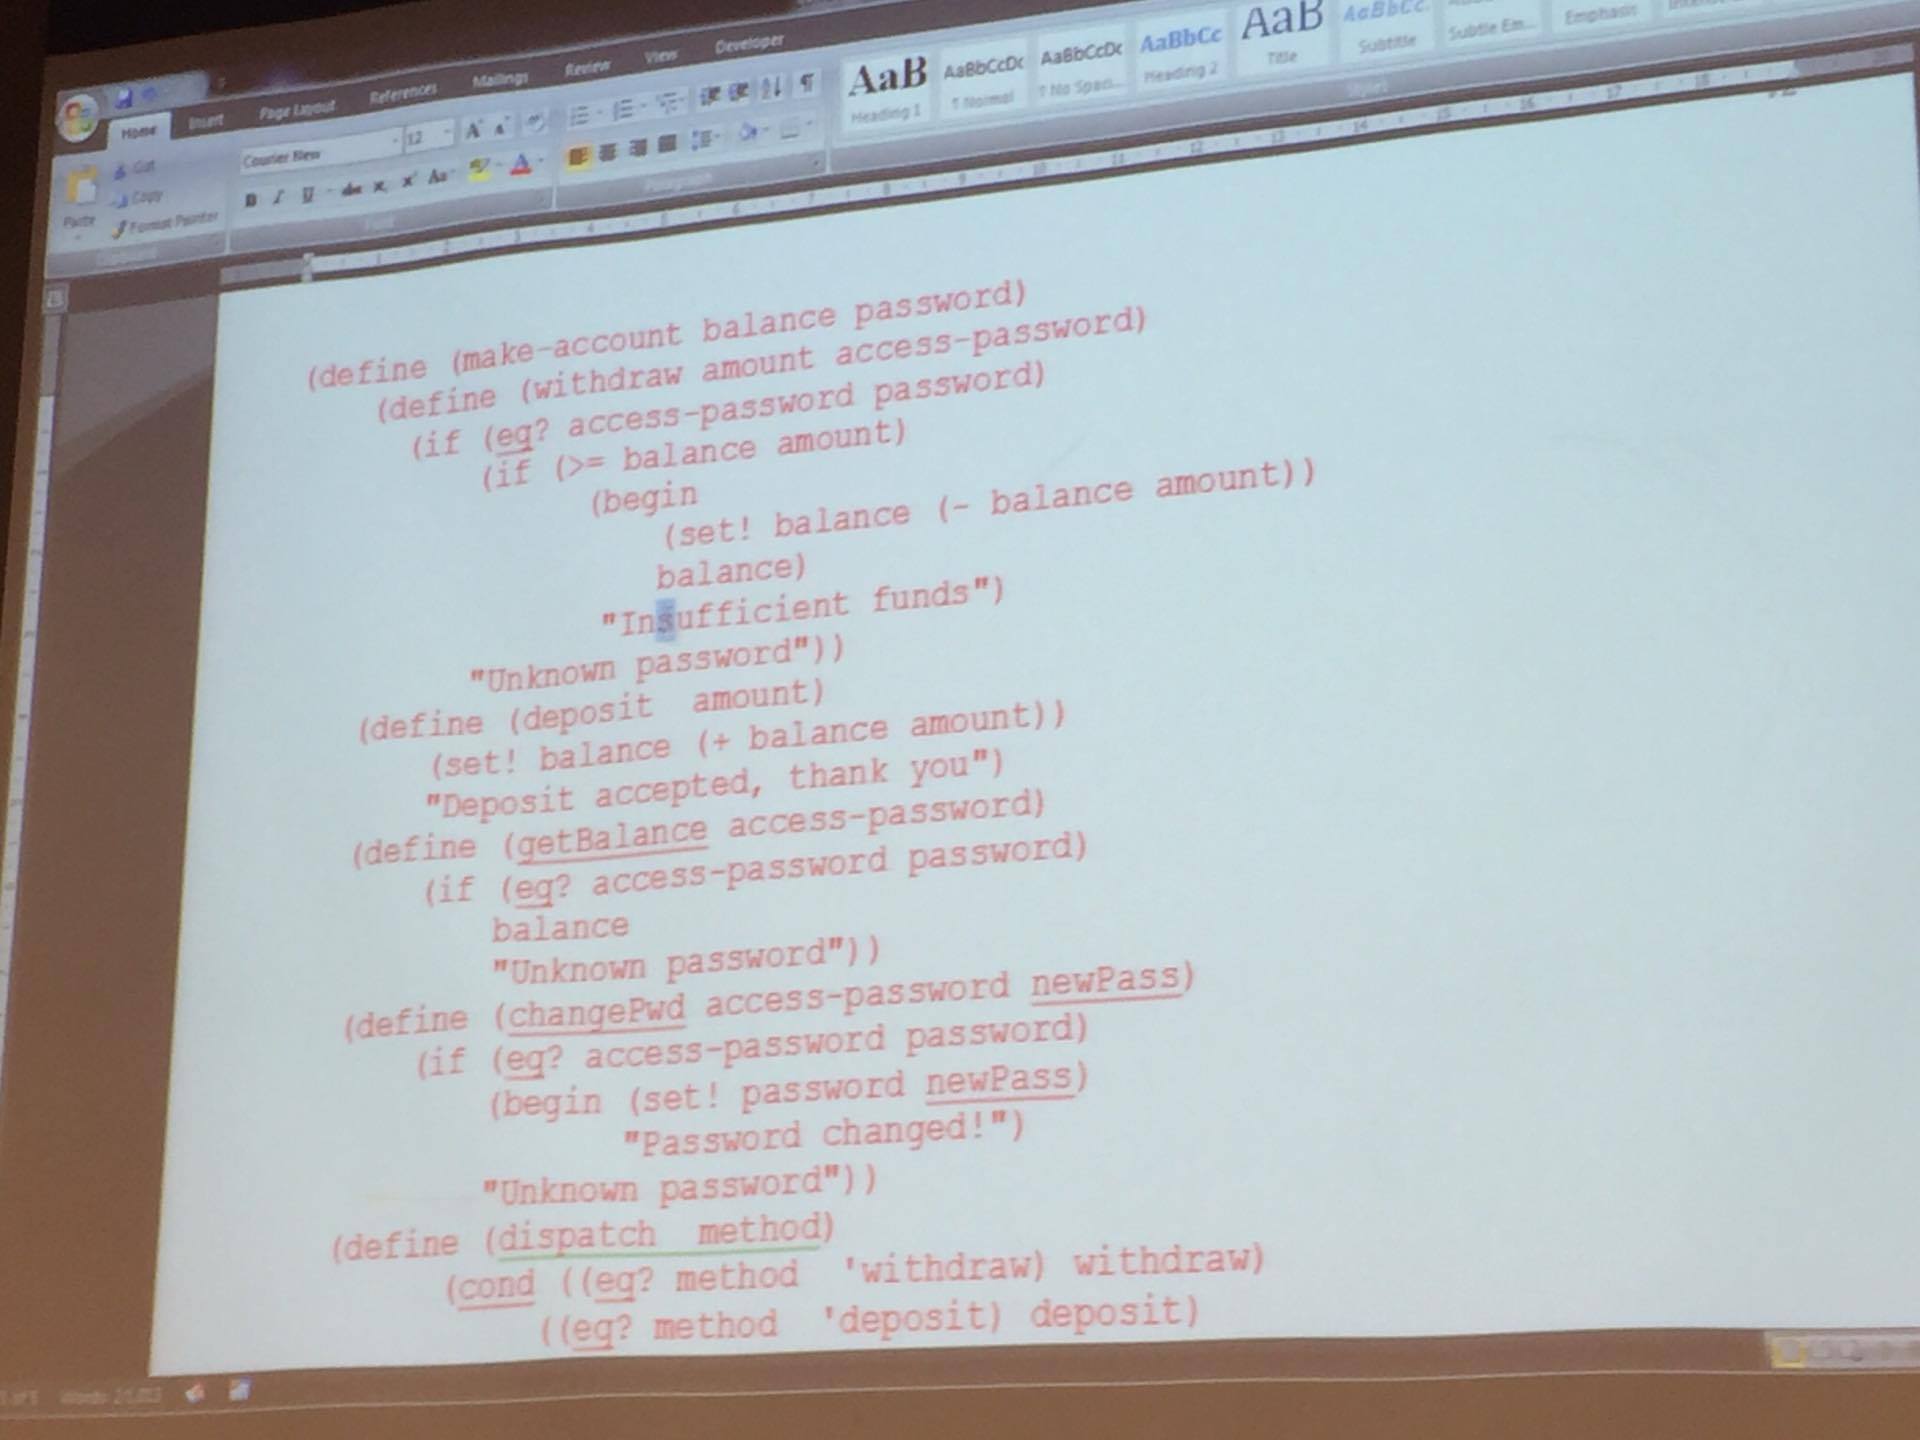 Home Insert Page Layout References Mailings Review View Developer
Cut
Copy
Format Painter
Paste
Courier New 12
AaB AaBbCcDc AaBbCcDc AaBbCc AaB AaBbCc
Heading 1 ¶ Normal ¶ No Spaci... Heading 2 Title Subtitle Subtle Em... Emphasis
(define (make-account balance password)
(define (withdraw amount access-password)
(if (eq? access-password password)
(if (>= balance amount)
(begin
(set! balance (- balance amount))
balance)
"Insufficient funds")
"Unknown password"))
(define (deposit amount)
(set! balance (+ balance amount))
"Deposit accepted, thank you")
(define (getBalance access-password)
(if (eq? access-password password)
balance
"Unknown password"))
(define (changePwd access-password newPass)
(if (eq? access-password password)
(begin (set! password newPass)
"Password changed!")
"Unknown password"))
(define (dispatch method)
(cond ((eq? method 'withdraw) withdraw)
((eq? method 'deposit) deposit)